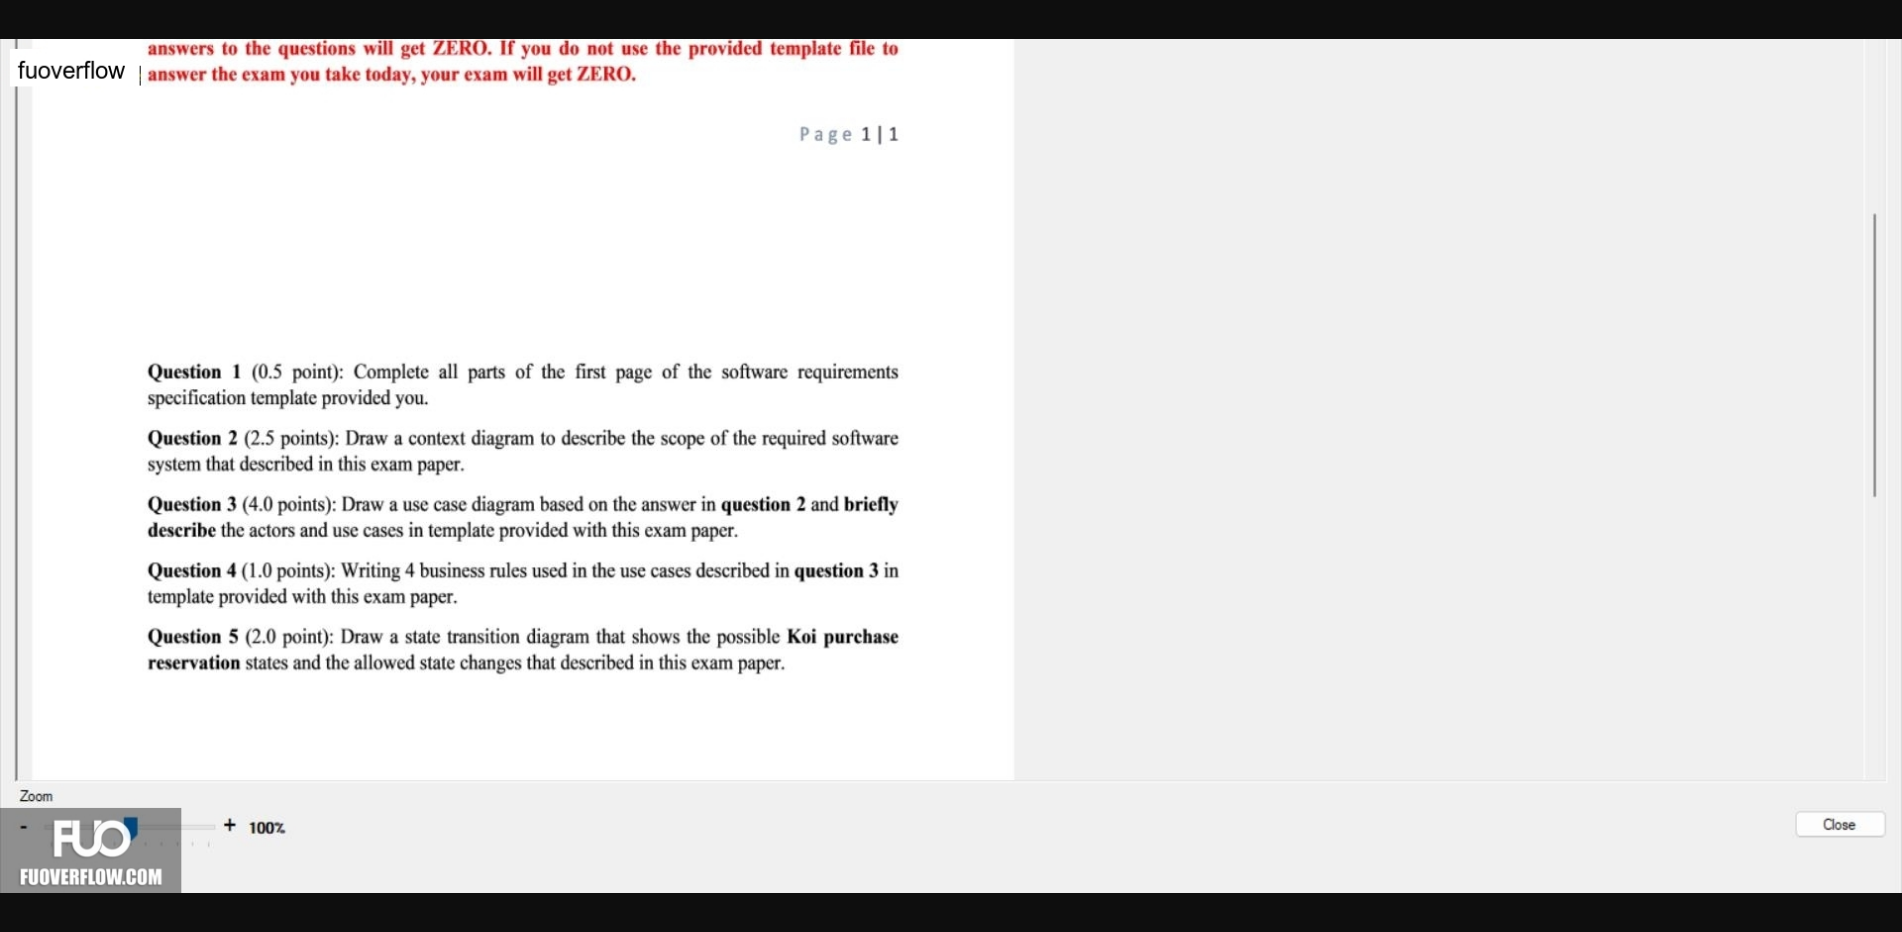 answers to the questions will get ZERO. If you do not use the provided template file to
fuoverflow
answer the exam you take today, your exam will get ZERO.
Page 1|1
Question 1 (0.5 point): Complete all parts of the first page of the software requirements
specification template provided you.
Question 2 (2.5 points): Draw a context diagram to describe the scope of the required software
system that described in this exam paper.
Question 3 (4.0 points): Draw a use case diagram based on the answer in question 2 and briefly
describe the actors and use cases in template provided with this exam paper.
Question 4 (1.0 points): Writing 4 business rules used in the use cases described in question 3 in
template provided with this exam paper.
Question 5 (2.0 point): Draw a state transition diagram that shows the possible Koi purchase
reservation states and the allowed state changes that described in this exam paper.
Zoom
- + 100%
Close
FUO
FUOVERFLOW.COM